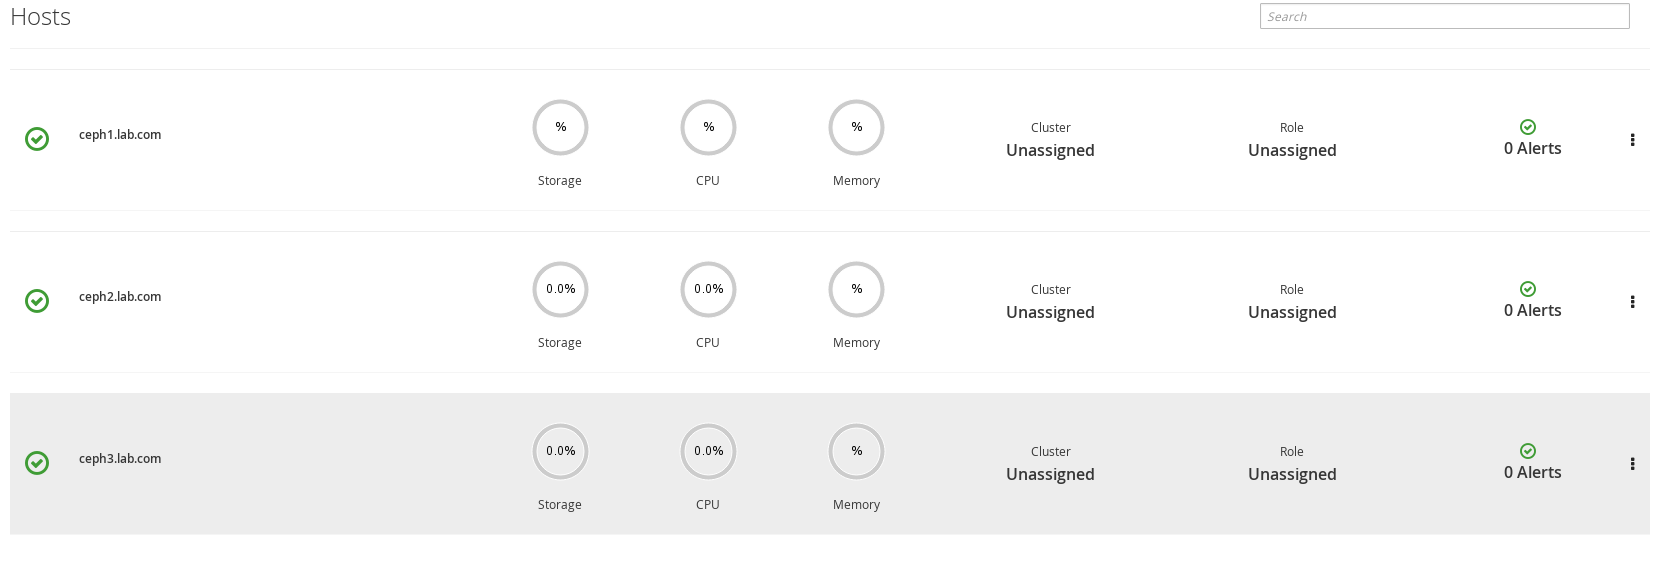 Hosts
Search
ceph1.lab.com
%
%
%
Storage
CPU
Memory
Cluster
Unassigned
Role
Unassigned
0 Alerts
ceph2.lab.com
0.0%
0.0%
%
Storage
CPU
Memory
Cluster
Unassigned
Role
Unassigned
0 Alerts
ceph3.lab.com
0.0%
0.0%
%
Storage
CPU
Memory
Cluster
Unassigned
Role
Unassigned
0 Alerts